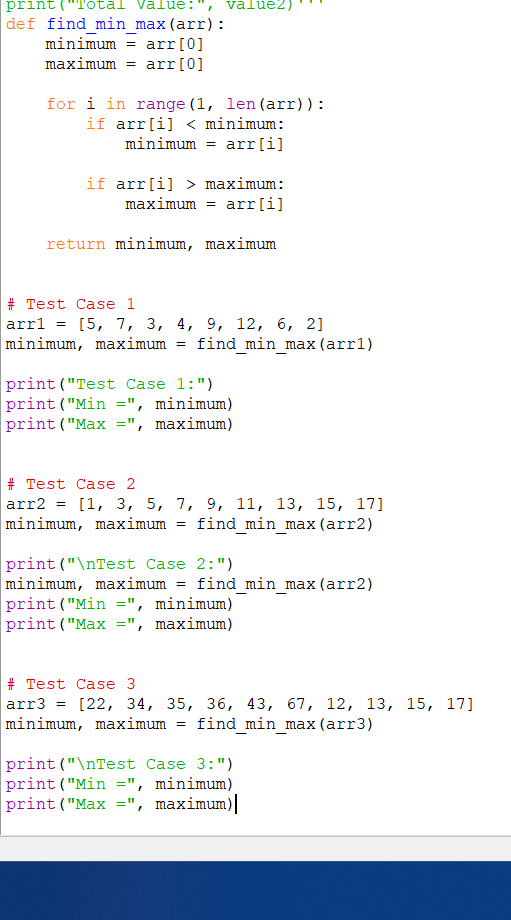 print("Total Value:", value2)'''
def find_min_max(arr):
    minimum = arr[0]
    maximum = arr[0]

    for i in range(1, len(arr)):
        if arr[i] < minimum:
            minimum = arr[i]

        if arr[i] > maximum:
            maximum = arr[i]

    return minimum, maximum


# Test Case 1
arr1 = [5, 7, 3, 4, 9, 12, 6, 2]
minimum, maximum = find_min_max(arr1)

print("Test Case 1:")
print("Min =", minimum)
print("Max =", maximum)


# Test Case 2
arr2 = [1, 3, 5, 7, 9, 11, 13, 15, 17]
minimum, maximum = find_min_max(arr2)

print("\nTest Case 2:")
minimum, maximum = find_min_max(arr2)
print("Min =", minimum)
print("Max =", maximum)


# Test Case 3
arr3 = [22, 34, 35, 36, 43, 67, 12, 13, 15, 17]
minimum, maximum = find_min_max(arr3)

print("\nTest Case 3:")
print("Min =", minimum)
print("Max =", maximum)